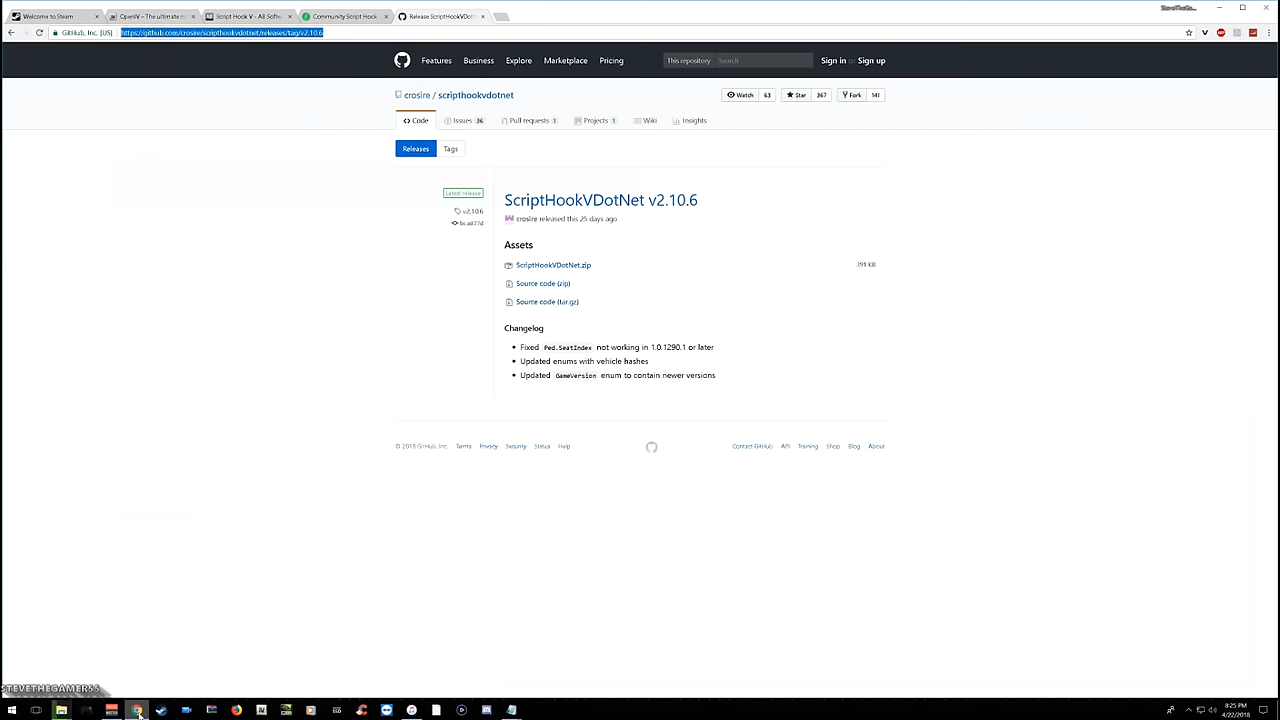 Welcome to Steam
OpenIV – The ultimate m
Script Hook V - All Softw
Community Script Hook
Release ScriptHookVDot
SteveTheGa...
GitHub, Inc. [US]
https://github.com/crosire/scripthookvdotnet/releases/tag/v2.10.6
Features
Business
Explore
Marketplace
Pricing
This repository
Search
Sign in or Sign up
crosire / scripthookvdotnet
Watch 63
Star 367
Fork 141
Code
Issues 36
Pull requests 1
Projects 1
Wiki
Insights
Releases
Tags
Latest release
v2.10.6
ScriptHookVDotNet v2.10.6
crosire released this 25 days ago
Assets
ScriptHookVDotNet.zip
391 KB
Source code (zip)
Source code (tar.gz)
Changelog
Fixed Ped.SeatIndex not working in 1.0.1290.1 or later
Updated enums with vehicle hashes
Updated GameVersion enum to contain newer versions
© 2018 GitHub, Inc.
Terms
Privacy
Security
Status
Help
Contact GitHub
API
Training
Shop
Blog
About
STEVETHEGAMER55
8:25 PM
4/22/2018